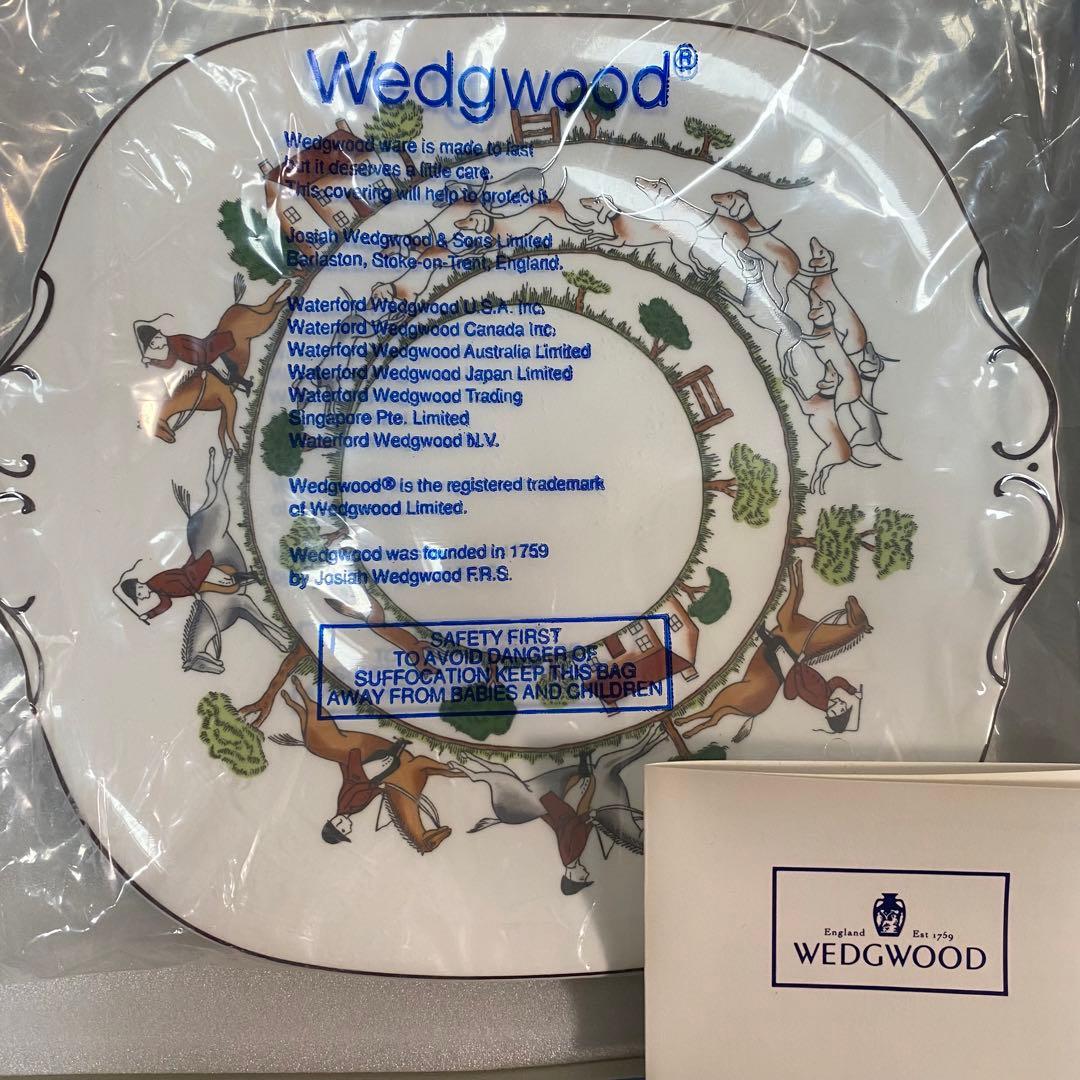 Wedgwood®
Wedgwood ware is made to last
but it deserves a little care.
This covering will help to protect it.
Josiah Wedgwood & Sons Limited
Barlaston, Stoke-on-Trent, England.
Waterford Wedgwood U.S.A. Inc.
Waterford Wedgwood Canada Inc.
Waterford Wedgwood Australia Limited
Waterford Wedgwood Japan Limited
Waterford Wedgwood Trading
Singapore Pte. Limited
Waterford Wedgwood N.V.
Wedgwood® is the registered trademark
of Wedgwood Limited.
Wedgwood was founded in 1759
by Josiah Wedgwood F.R.S.
SAFETY FIRST
TO AVOID DANGER OF
SUFFOCATION KEEP THIS BAG
AWAY FROM BABIES AND CHILDREN
England Est 1759
WEDGWOOD